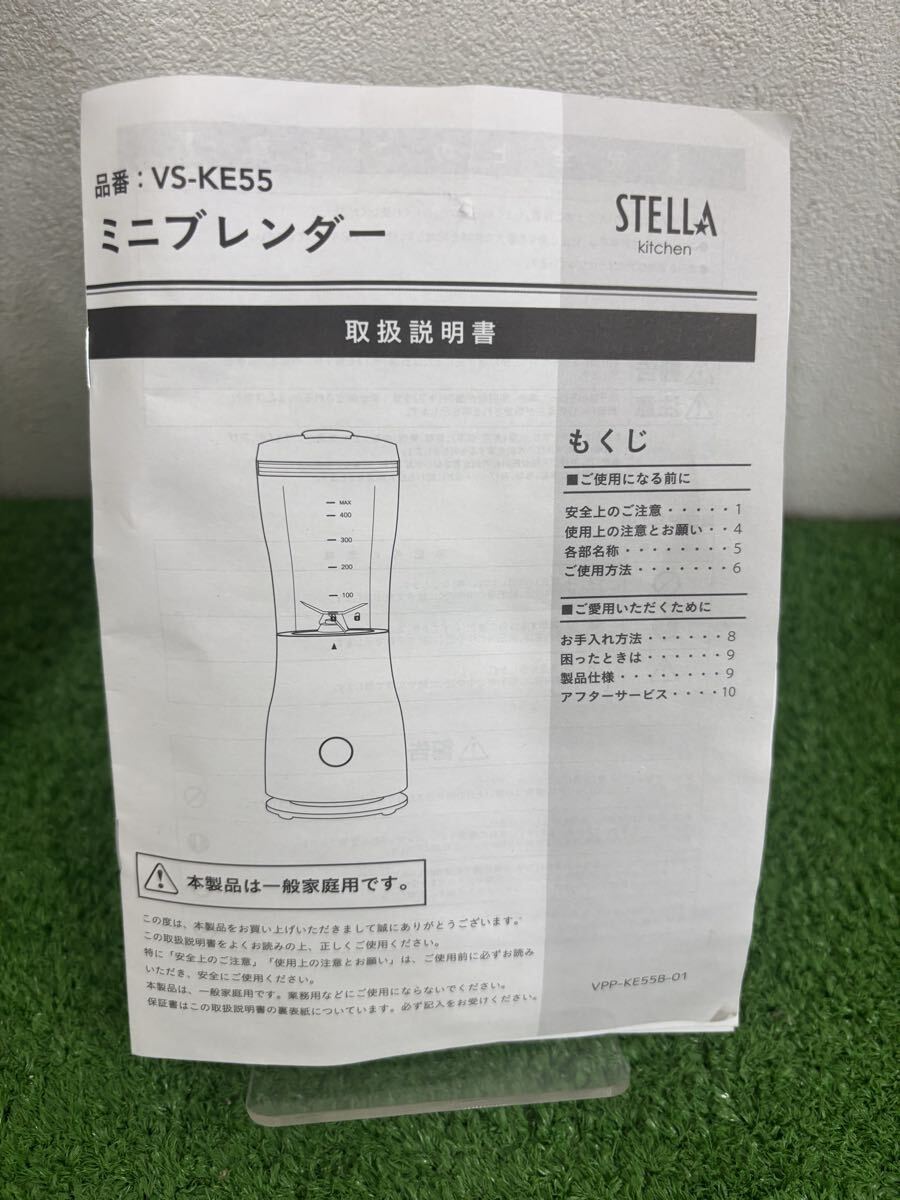 品番：VS-KE55
ミニブレンダー
STELLA
kitchen
取扱説明書
MAX
400
300
200
100
もくじ
■ご使用になる前に
安全上のご注意・・・・・1
使用上の注意とお願い・・4
各部名称・・・・・・・・5
ご使用方法・・・・・・・6
■ご愛用いただくために
お手入れ方法・・・・・・8
困ったときは・・・・・・9
製品仕様・・・・・・・・9
アフターサービス・・・・10
本製品は一般家庭用です。
この度は、本製品をお買い上げいただきまして誠にありがとうございます。
この取扱説明書をよくお読みの上、正しくご使用ください。
特に「安全上のご注意」「使用上の注意とお願い」は、ご使用前に必ずお読み
いただき、安全にご使用ください。
本製品は、一般家庭用です。業務用などにご使用にならないでください。
保証書はこの取扱説明書の裏表紙についています。必ず記入をお受けください。
VPP-KE55B-01